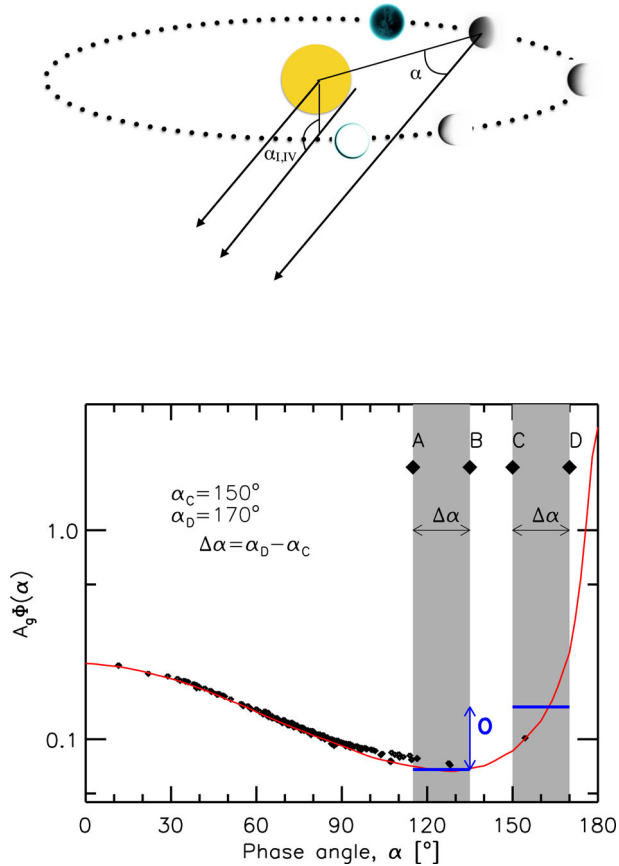 α
α_I,IV
A B C D
α_C=150°
α_D=170°
Δα=α_D−α_C
Δα Δα
O
1.0
0.1
A_gΦ(α)
0 30 60 90 120 150 180
Phase angle, α [°]